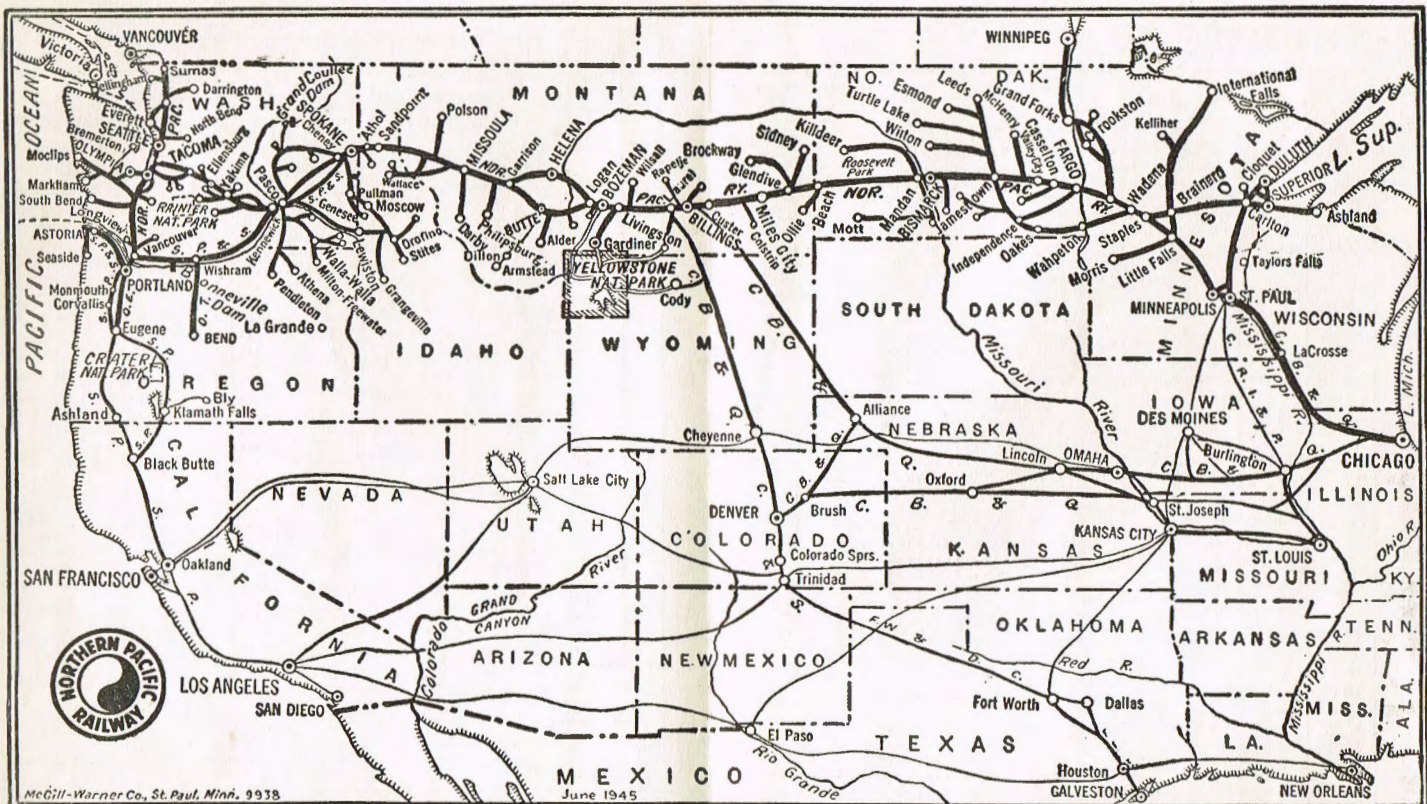 VANCOUVER
Victoria
Sumas
Darrington
WASH.
Grand Coulee Dam
SPOKANE
Cheney
Everett
SEATTLE
Bremerton
OLYMPIA
North Bend
TACOMA
Ellensburg
Yakima
Moclips
Markham
South Bend
Longview
RAINIER NAT. PARK
Pasco
Kennewick
ASTORIA
Seaside
Vancouver
PORTLAND
Wishram
Monmouth
Corvallis
Eugene
BEND
CRATER NAT. PARK
Bly
Klamath Falls
Ashland
Black Butte
PACIFIC OCEAN
Athol
Sandpoint
Polson
Wallace
Pullman
Moscow
Genesee
Lewiston
Orofino
Stites
Grangeville
Walla-Walla
Milton-Freewater
Athena
Pendleton
La Grande
IDAHO
MONTANA
MISSOULA
Garrison
HELENA
Logan
BOZEMAN
Wilsall
Rapelje
Darby
Philipsburg
BUTTE
Dillon
Alder
Armstead
Livingston
Gardiner
YELLOWSTONE NAT. PARK
Cody
BILLINGS
Custer
Brockway
Sidney
Glendive
Miles City
Colstrip
Ollie
Beach
WYOMING
NO. DAK.
Killdeer
Turtle Lake
Esmond
Leeds
Wilton
McHenry
Roosevelt Park
Mott
Mandan
BISMARCK
Jamestown
Casselton
Valley City
FARGO
Grand Forks
WINNIPEG
Independence
Oakes
Wahpeton
SOUTH DAKOTA
International Falls
Kelliher
Wadena
Staples
Brainerd
Morris
Little Falls
Cloquet
DULUTH
SUPERIOR
L. Sup.
Ashland
Carlton
Taylors Falls
MINNESOTA
MINNEAPOLIS
ST. PAUL
WISCONSIN
LaCrosse
Mississippi R.
L. Mich.
Missouri River
IOWA
DES MOINES
Burlington
CHICAGO
ILLINOIS
Alliance
NEBRASKA
Lincoln
OMAHA
Oxford
Cheyenne
C. B. & Q.
DENVER
Brush
COLORADO
Colorado Sprs.
Trinidad
KANSAS
KANSAS CITY
St. Joseph
ST. LOUIS
MISSOURI
Ohio R.
KY.
TENN.
ARKANSAS
OKLAHOMA
Salt Lake City
NEVADA
UTAH
CALIFORNIA
Oakland
SAN FRANCISCO
LOS ANGELES
SAN DIEGO
GRAND CANYON
Colorado River
ARIZONA
NEW MEXICO
F. W. & D. C.
Red R.
Fort Worth
Dallas
MISS.
ALA.
LA.
Mississippi R.
El Paso
Rio Grande
TEXAS
Houston
GALVESTON
NEW ORLEANS
MEXICO
NORTHERN PACIFIC RAILWAY
McGill-Warner Co., St. Paul, Minn. 9938
June 1945